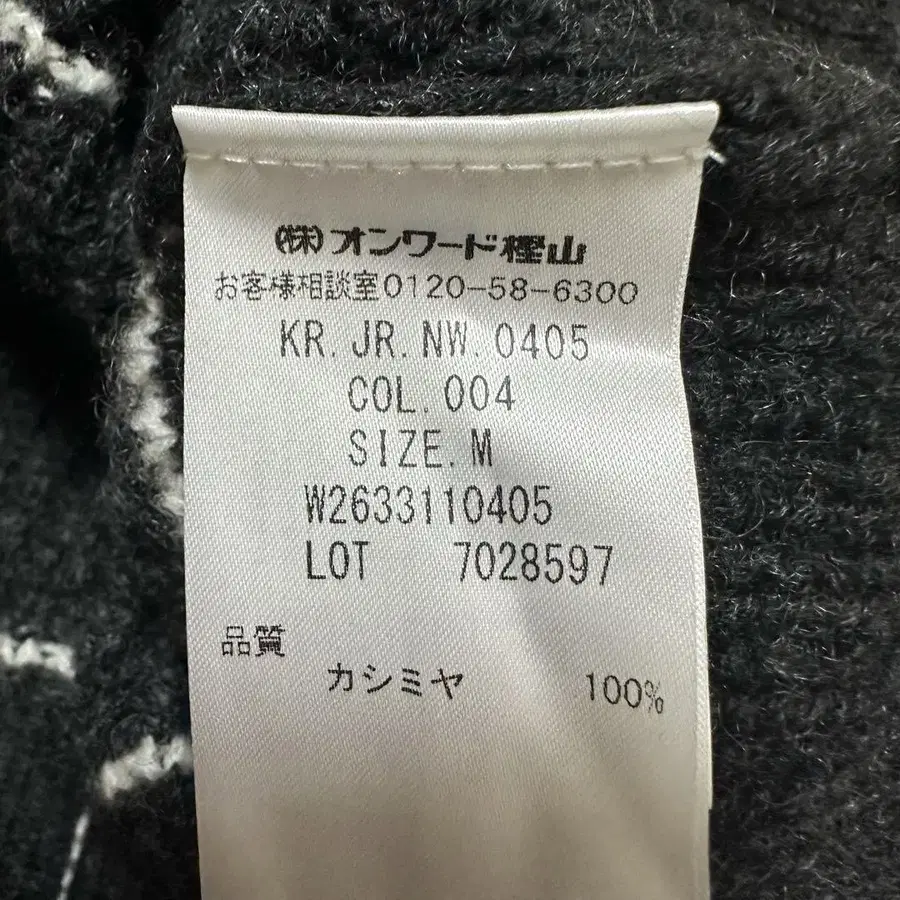 (株)オンワード樫山
お客様相談室0120-58-6300
KR.JR.NW.0405
COL.004
SIZE.M
W2633110405
LOT 7028597
品質
カシミヤ 100%